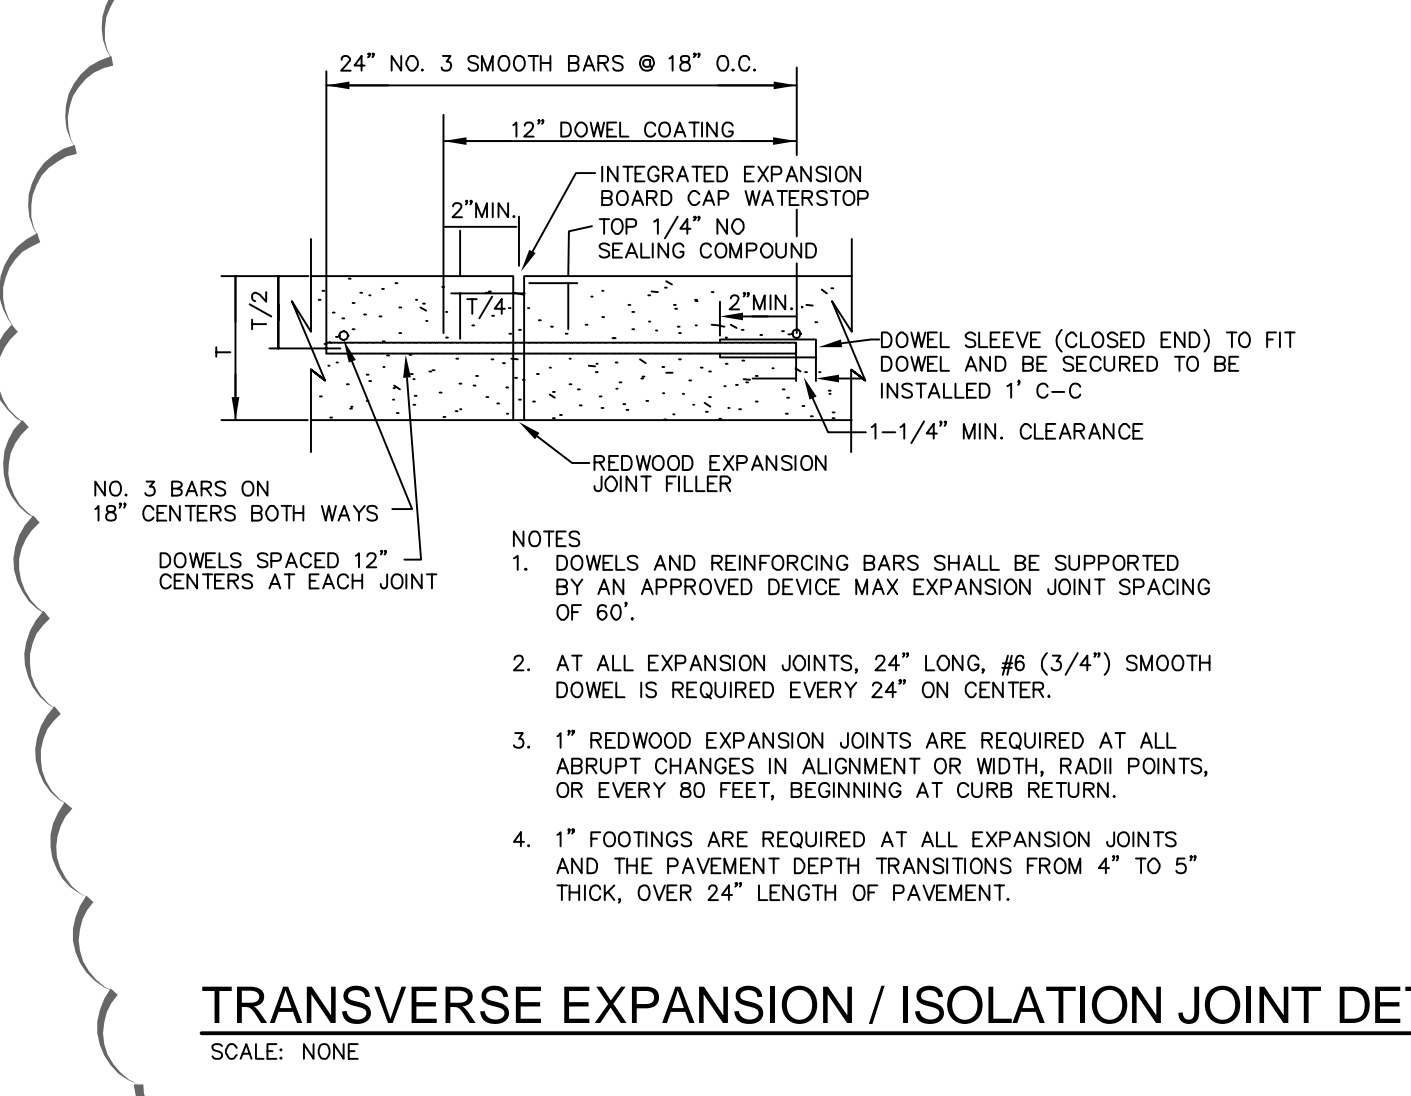 24" NO. 3 SMOOTH BARS @ 18" O.C.
12" DOWEL COATING
INTEGRATED EXPANSION
BOARD CAP WATERSTOP
2"MIN.
TOP 1/4" NO
SEALING COMPOUND
T/2
T/4
2"MIN.
T
DOWEL SLEEVE (CLOSED END) TO FIT
DOWEL AND BE SECURED TO BE
INSTALLED 1' C-C
1-1/4" MIN. CLEARANCE
REDWOOD EXPANSION
JOINT FILLER
NO. 3 BARS ON
18" CENTERS BOTH WAYS
DOWELS SPACED 12"
CENTERS AT EACH JOINT
NOTES
1. DOWELS AND REINFORCING BARS SHALL BE SUPPORTED
BY AN APPROVED DEVICE MAX EXPANSION JOINT SPACING
OF 60'.
2. AT ALL EXPANSION JOINTS, 24" LONG, #6 (3/4") SMOOTH
DOWEL IS REQUIRED EVERY 24" ON CENTER.
3. 1" REDWOOD EXPANSION JOINTS ARE REQUIRED AT ALL
ABRUPT CHANGES IN ALIGNMENT OR WIDTH, RADII POINTS,
OR EVERY 80 FEET, BEGINNING AT CURB RETURN.
4. 1" FOOTINGS ARE REQUIRED AT ALL EXPANSION JOINTS
AND THE PAVEMENT DEPTH TRANSITIONS FROM 4" TO 5"
THICK, OVER 24" LENGTH OF PAVEMENT.
TRANSVERSE EXPANSION / ISOLATION JOINT DET
SCALE: NONE